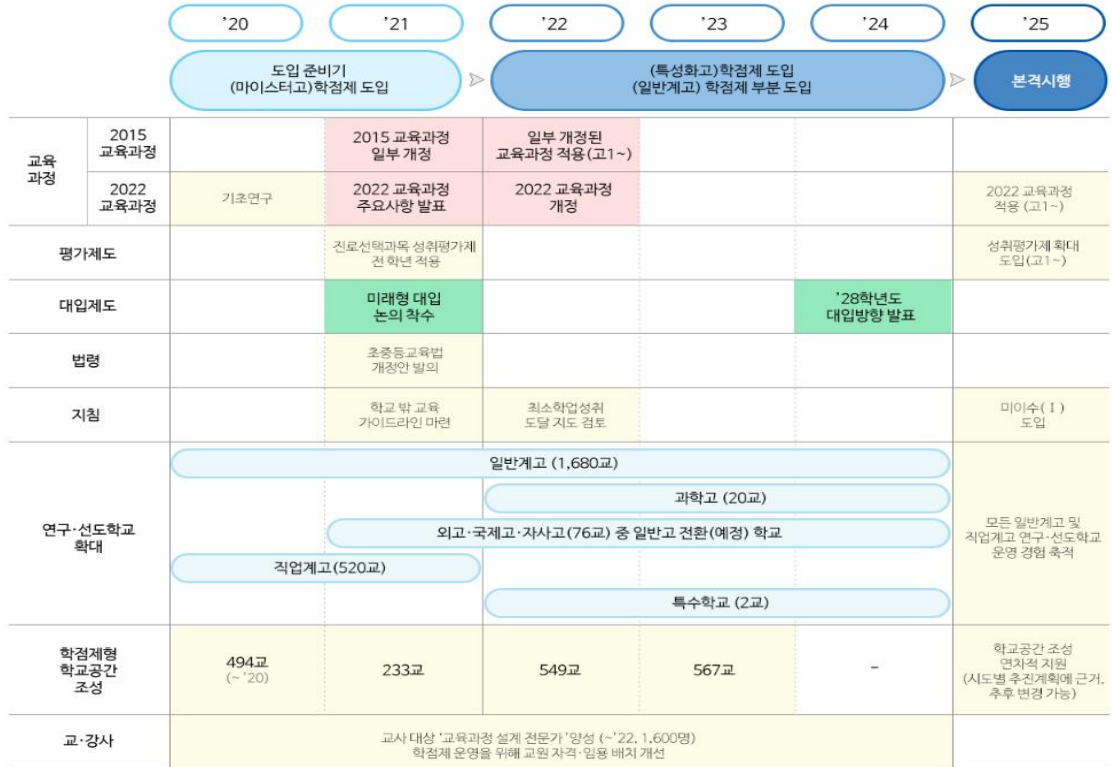 ’20
’21
’22
’23
’24
’25
도입 준비기
(마이스터고)학점제 도입
(특성화고)학점제 도입
(일반계고) 학점제 부분 도입
본격시행
교육
과정
2015
교육과정
2015 교육과정
일부 개정
일부 개정된
교육과정 적용(고1~)
2022
교육과정
기초연구
2022 교육과정
주요사항 발표
2022 교육과정
개정
2022 교육과정
적용 (고1~)
평가제도
진로선택과목 성취평가제
전 학년 적용
성취평가제 확대
도입(고1~)
대입제도
미래형 대입
논의 착수
’28학년도
대입방향 발표
법령
초중등교육법
개정안 발의
지침
학교 밖 교육
가이드라인 마련
최소학업성취
도달 지도 검토
미이수(Ⅰ)
도입
연구·선도학교
확대
일반계고 (1,680교)
과학고 (20교)
외고·국제고·자사고(76교) 중 일반고 전환(예정) 학교
직업계고(520교)
특수학교 (2교)
모든 일반계고 및
직업계고 연구·선도학교
운영 경험 축적
학점제형
학교공간
조성
494교
(~ ’20)
233교
549교
567교
-
학교공간 조성
연차적 지원
(시도별 추진계획에 근거,
추후 변경 가능)
교·강사
교사 대상 ‘교육과정 설계 전문가’양성 (~’22, 1,600명)
학점제 운영을 위해 교원 자격·임용 배치 개선